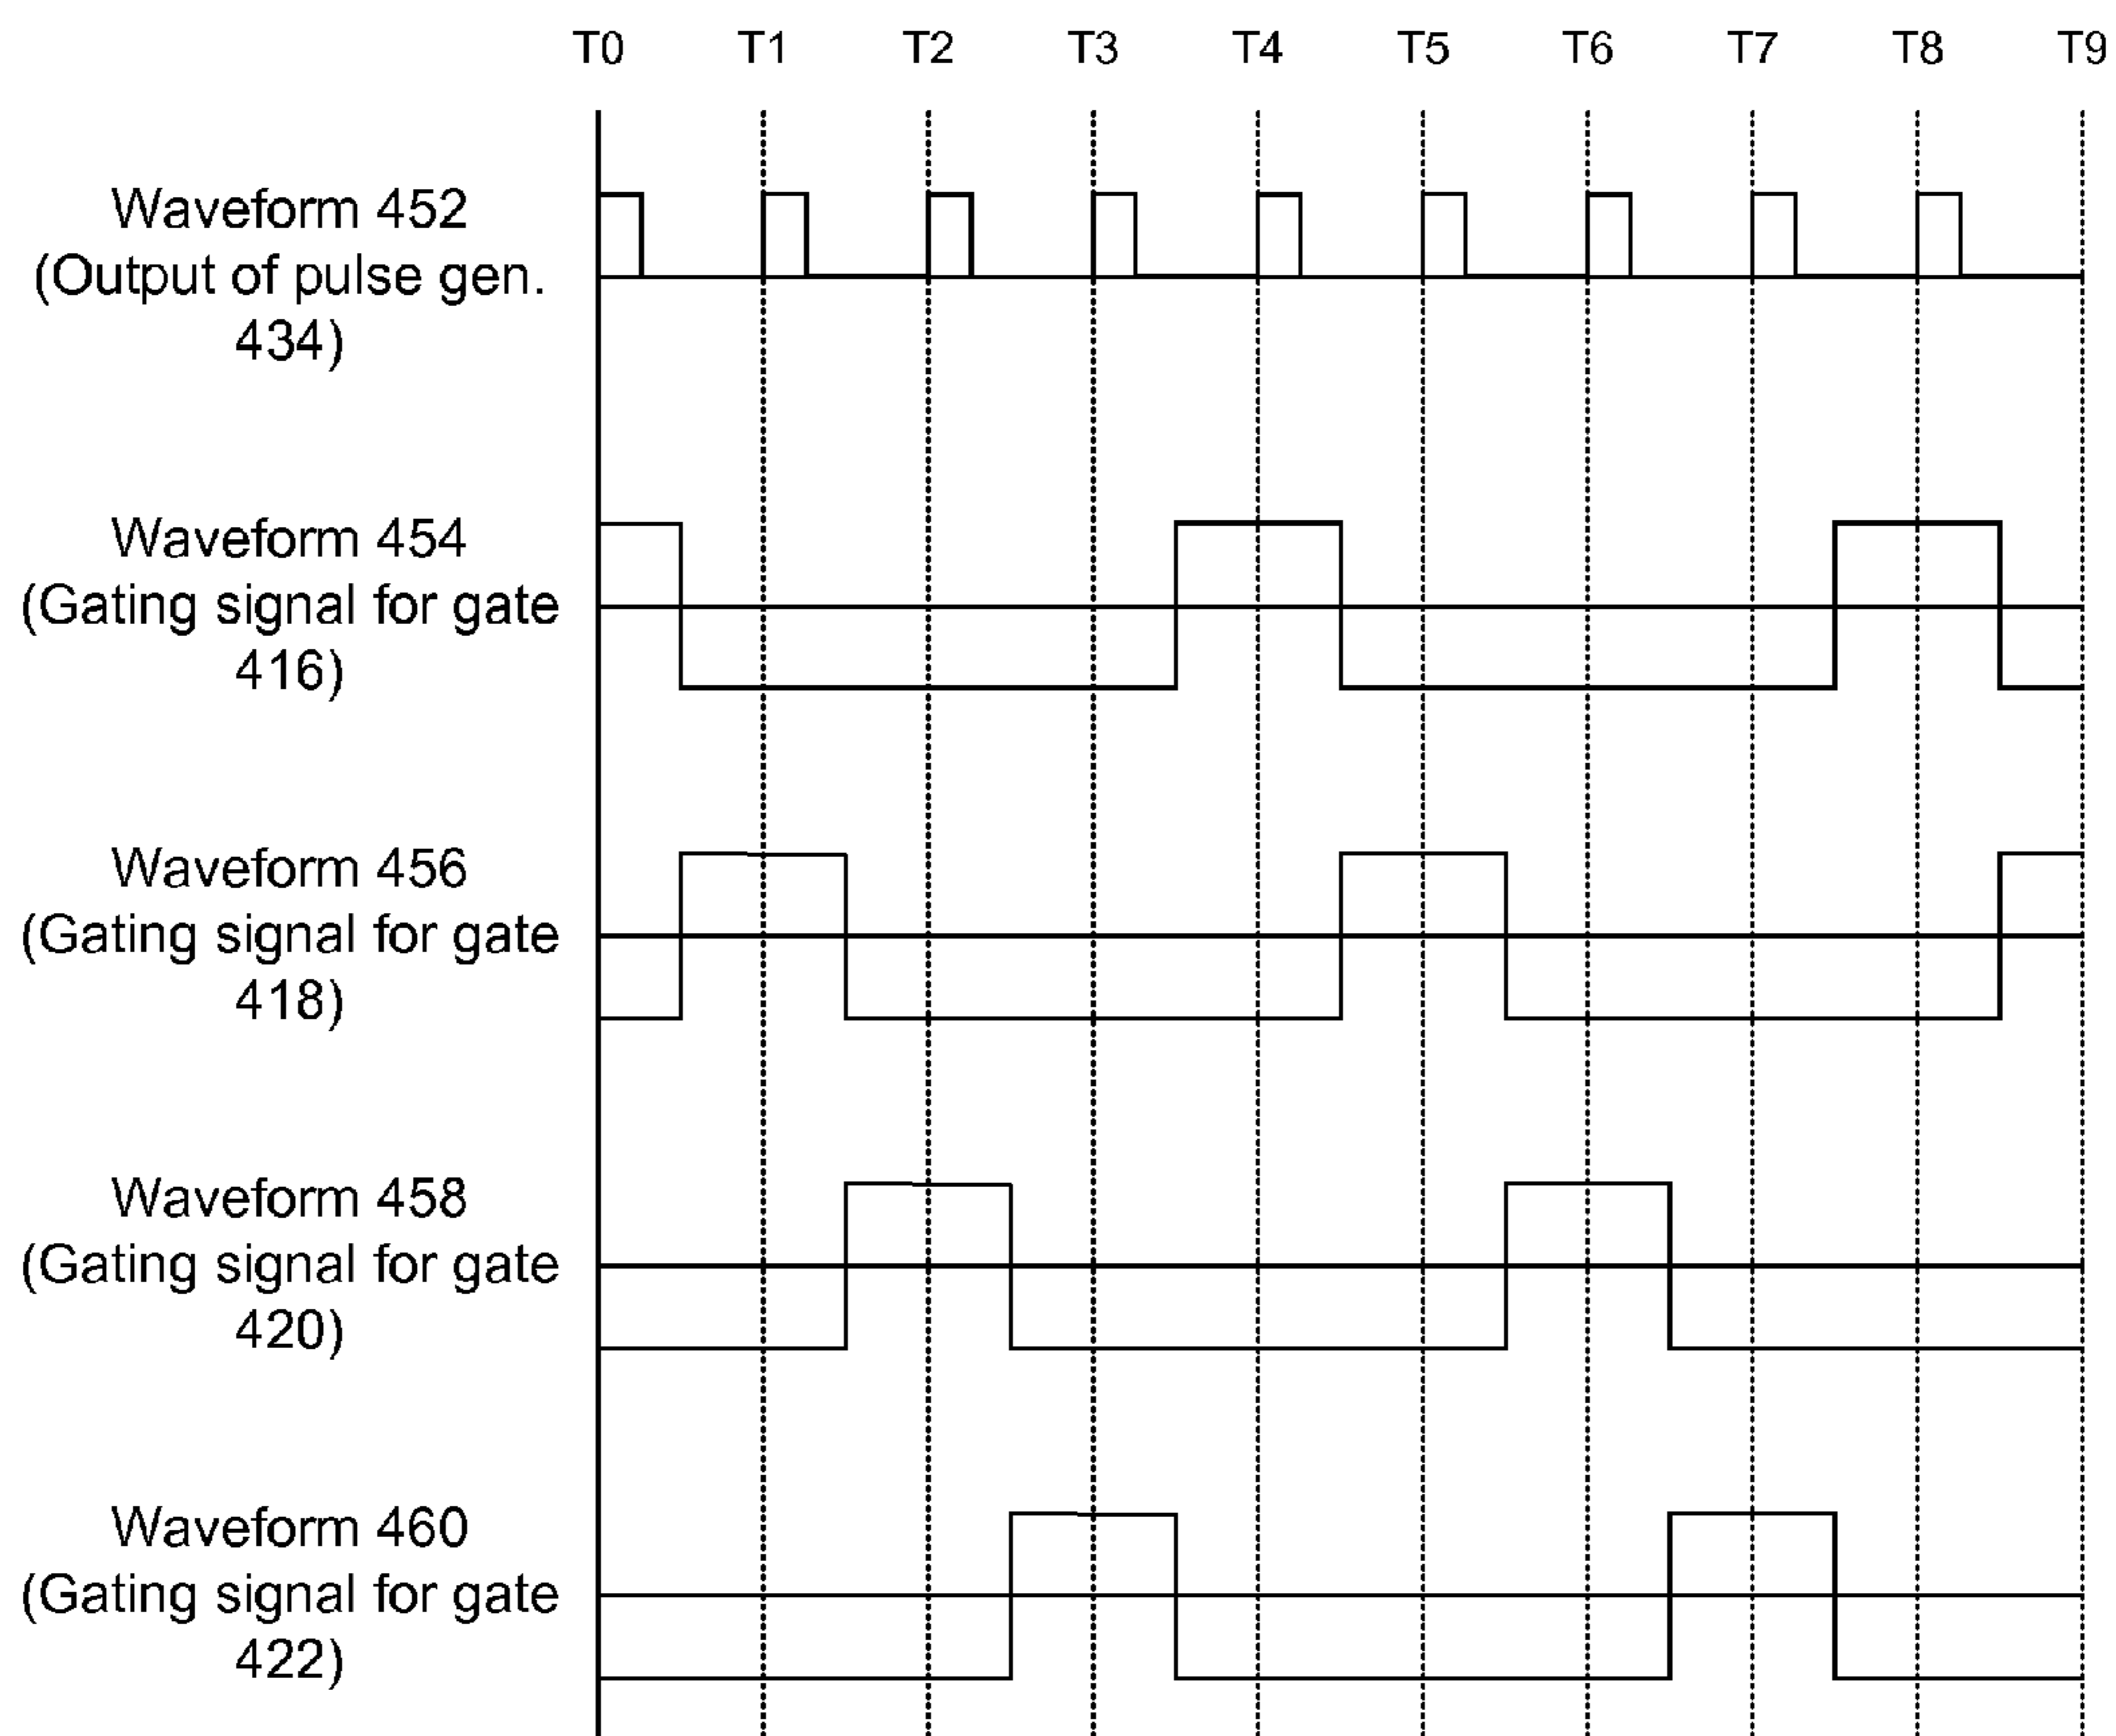 T0 T1 T2 T3 T4 T5 T6 T7 T8 T9
Waveform 452
(Output of pulse gen.
434)
Waveform 454
(Gating signal for gate
416)
Waveform 456
(Gating signal for gate
418)
Waveform 458
(Gating signal for gate
420)
Waveform 460
(Gating signal for gate
422)